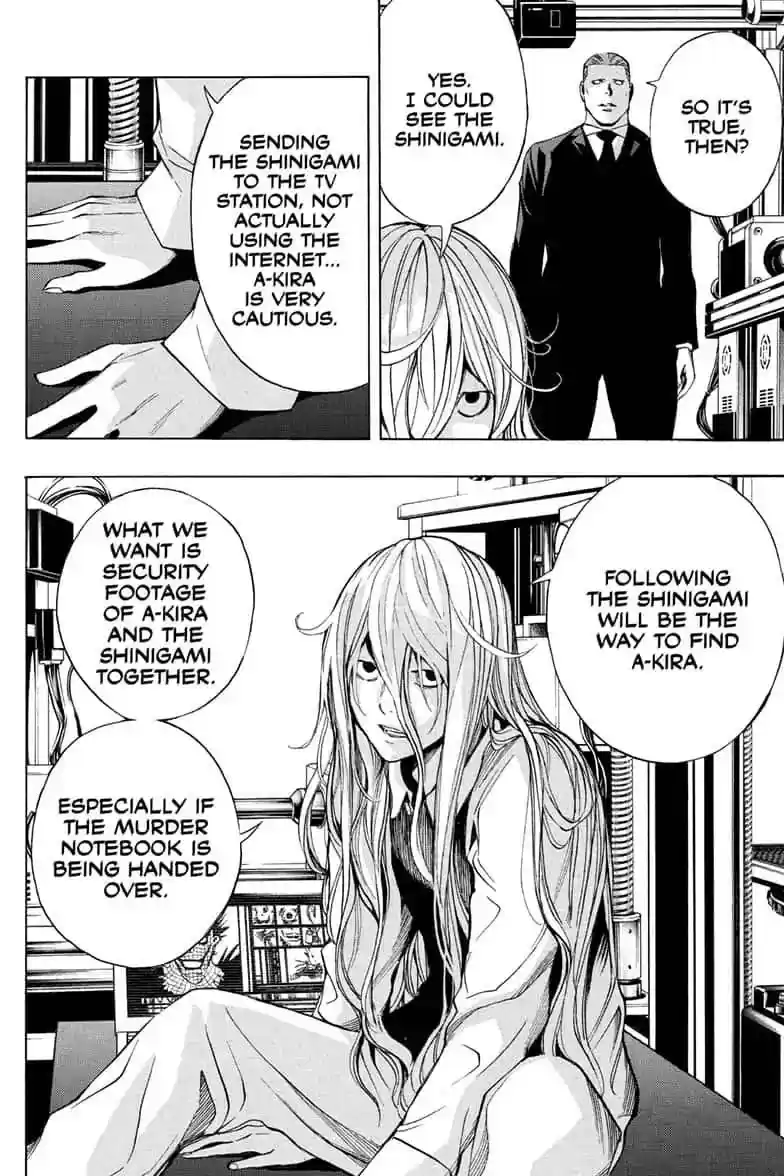 SO IT'S
TRUE,
THEN?
YES.
I COULD
SEE THE
SHINIGAMI.
SENDING
THE SHINIGAMI
TO THE TV
STATION, NOT
ACTUALLY
USING THE
INTERNET...
A-KIRA
IS VERY
CAUTIOUS.
FOLLOWING
THE SHINIGAMI
WILL BE THE
WAY TO FIND
A-KIRA.
WHAT WE
WANT IS
SECURITY
FOOTAGE
OF A-KIRA
AND THE
SHINIGAMI
TOGETHER.
ESPECIALLY IF
THE MURDER
NOTEBOOK IS
BEING HANDED
OVER.